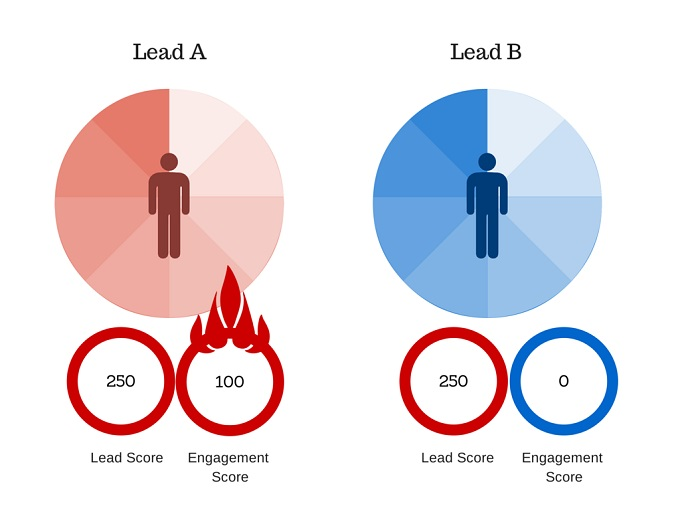 Lead A
Lead B
250
100
250
0
Lead Score
Engagement
Score
Lead Score
Engagement
Score